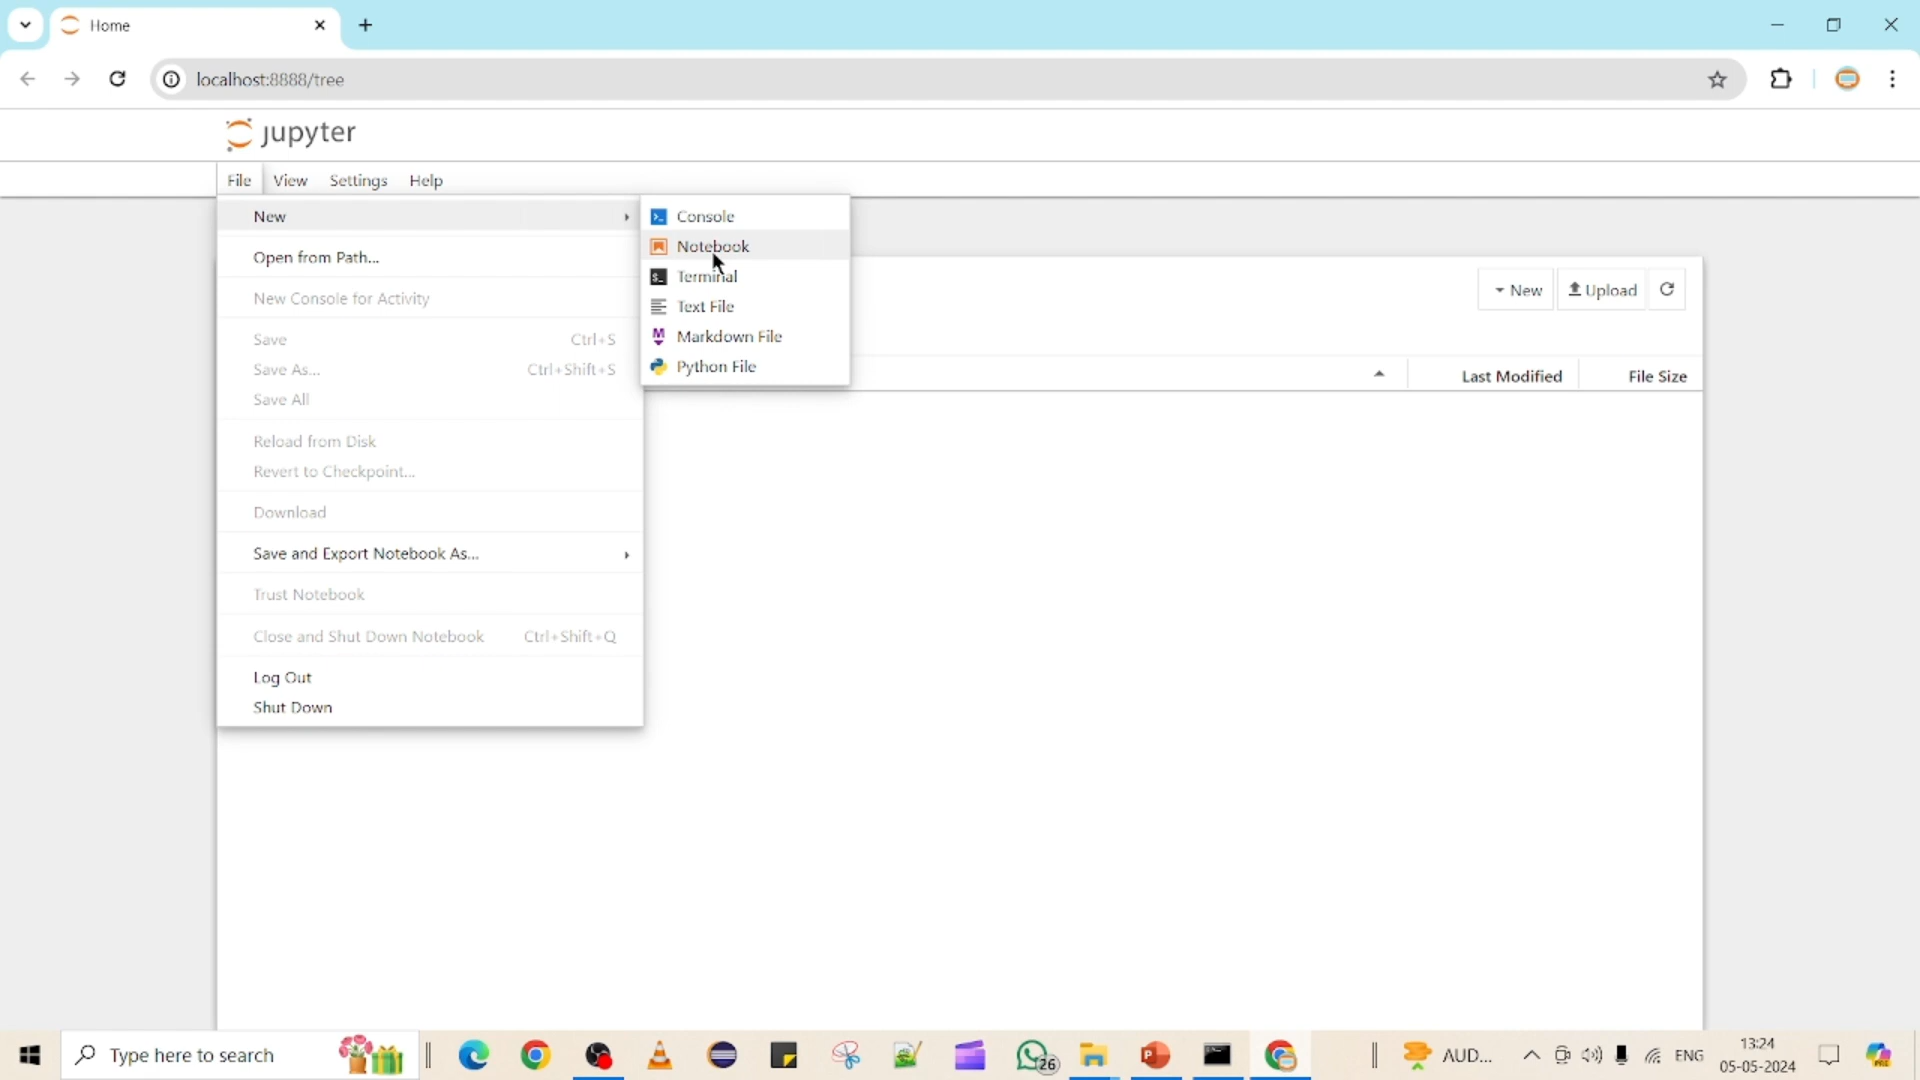 Home
localhost:8888/tree
jupyter
File View Settings Help
New
Open from Path...
New Console for Activity
Save Ctrl+S
Save As... Ctrl+Shift+S
Save All
Reload from Disk
Revert to Checkpoint...
Download
Save and Export Notebook As...
Trust Notebook
Close and Shut Down Notebook Ctrl+Shift+Q
Log Out
Shut Down
Console
Notebook
Terminal
Text File
Markdown File
Python File
New Upload
Last Modified File Size
Type here to search
26
AUD...
ENG
13:24
05-05-2024